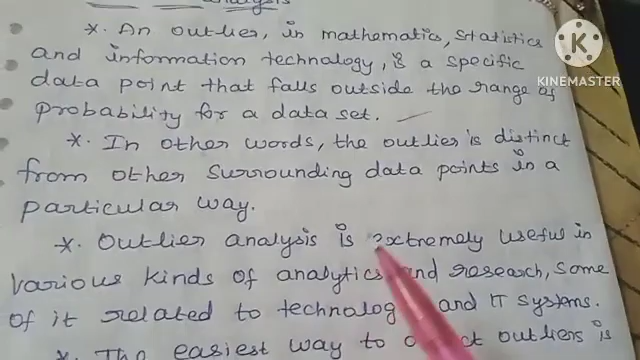 analysis
*. An outlier, in mathematics, statistics
and information technology, is a specific
data point that falls outside the range of
probability for a data set.
*. In other words, the outlier is distinct
from other surrounding data points in a
particular way.
*. Outlier analysis is extremely useful in
various kinds of analytics and research, some
of it related to technology and IT systems.
*. The easiest way to outliers is
KINEMASTER